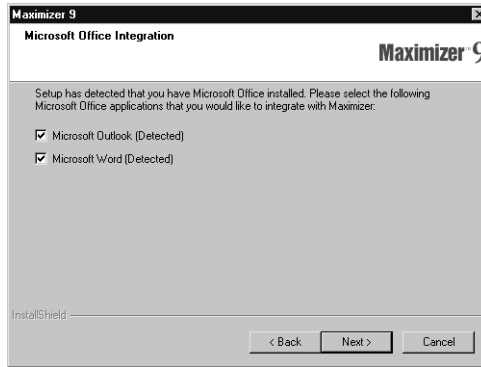 Maximizer 9
Microsoft Office Integration
Maximizer™ 9
Setup has detected that you have Microsoft Office installed. Please select the following
Microsoft Office applications that you would like to integrate with Maximizer:
Microsoft Outlook (Detected)
Microsoft Word (Detected)
InstallShield
< Back
Next >
Cancel